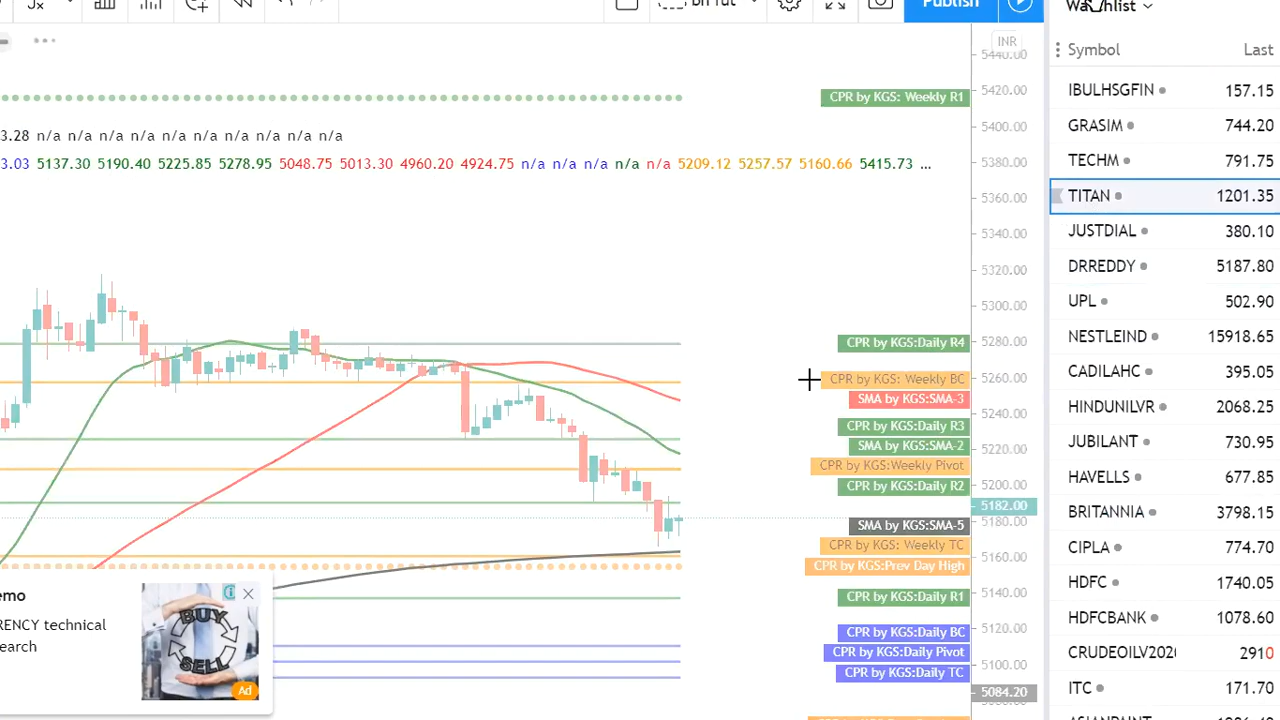 Publish
Watchlist
INR
Symbol Last
5440.00
5420.00
5400.00
5380.00
5360.00
5340.00
5320.00
5300.00
5280.00
5260.00
5240.00
5220.00
5200.00
5182.00
5180.00
5160.00
5140.00
5120.00
5100.00
5084.20
CPR by KGS: Weekly R1
3.28 n/a n/a n/a n/a n/a n/a n/a n/a n/a n/a
3.03 5137.30 5190.40 5225.85 5278.95 5048.75 5013.30 4960.20 4924.75 n/a n/a n/a n/a n/a 5209.12 5257.57 5160.66 5415.73 ...
CPR by KGS:Daily R4
CPR by KGS: Weekly BC
SMA by KGS:SMA-3
CPR by KGS:Daily R3
SMA by KGS:SMA-2
CPR by KGS:Weekly Pivot
CPR by KGS:Daily R2
SMA by KGS:SMA-5
CPR by KGS: Weekly TC
CPR by KGS:Prev Day High
CPR by KGS:Daily R1
CPR by KGS:Daily BC
CPR by KGS:Daily Pivot
CPR by KGS:Daily TC
IBULHSGFIN 157.15
GRASIM 744.20
TECHM 791.75
TITAN 1201.35
JUSTDIAL 380.10
DRREDDY 5187.80
UPL 502.90
NESTLEIND 15918.65
CADILAHC 395.05
HINDUNILVR 2068.25
JUBILANT 730.95
HAVELLS 677.85
BRITANNIA 3798.15
CIPLA 774.70
HDFC 1740.05
HDFCBANK 1078.60
CRUDEOILV202 2910
ITC 171.70
emo
RENCY technical
earch
BUY
SELL
Ad